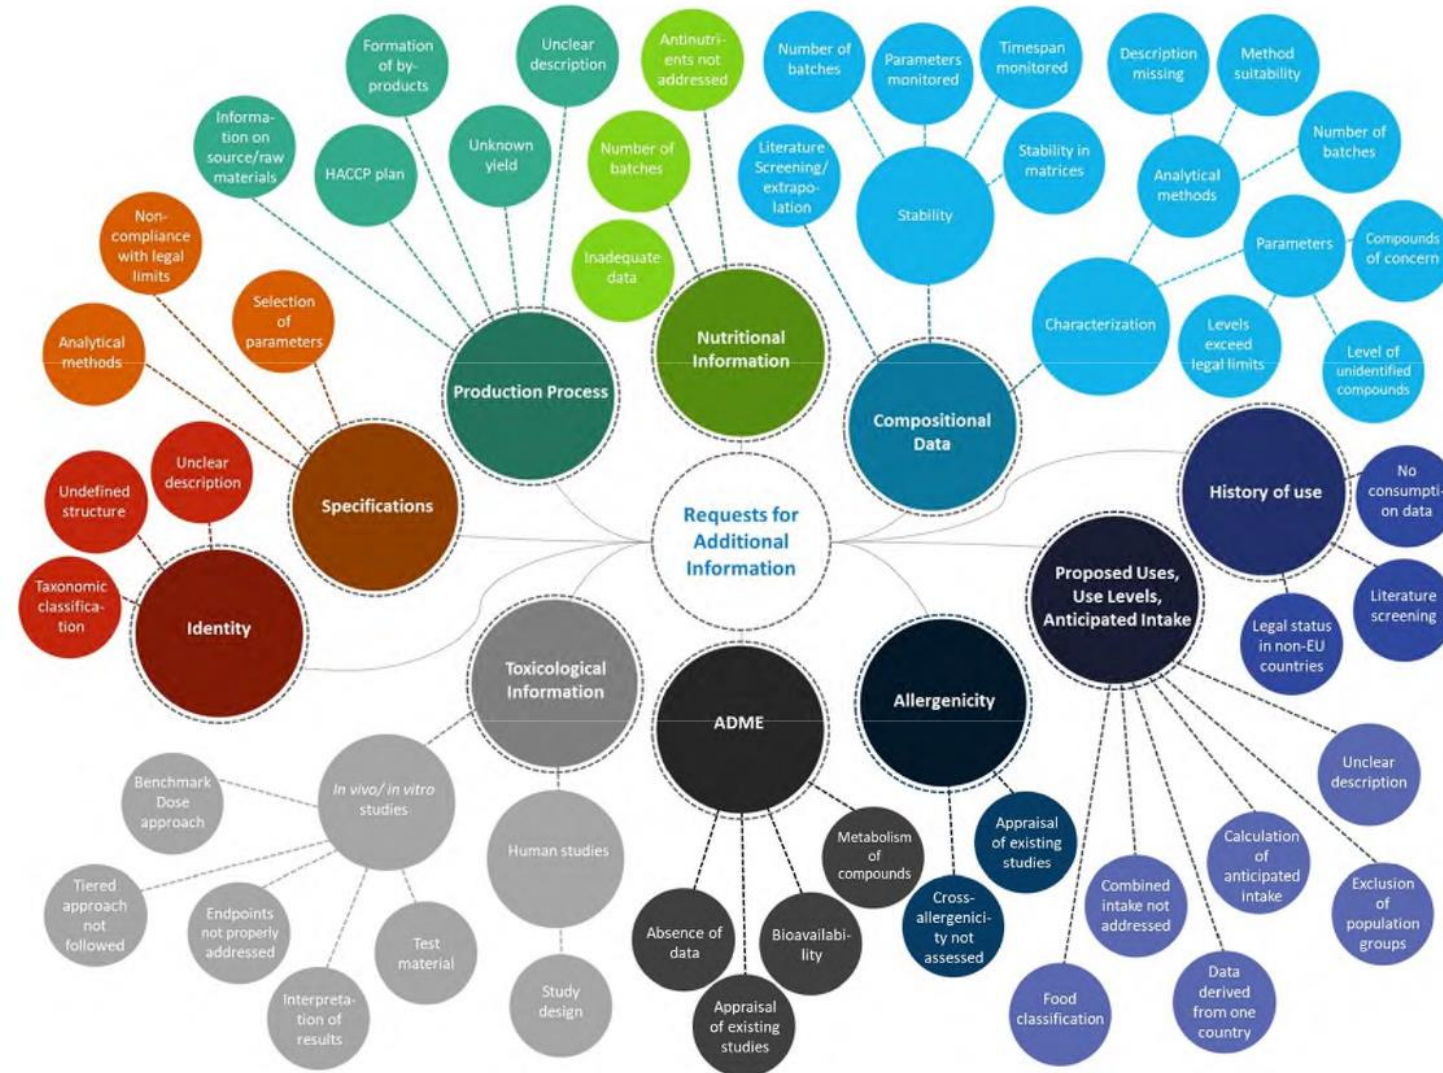 Formation
of by-
products
Unclear
description
Antinutri-
ents not
addressed
Number of
batches
Parameters
monitored
Timespan
monitored
Description
missing
Method
suitability
Informa-
tion on
source/raw
materials
HACCP plan
Unknown
yield
Number of
batches
Literature
Screening/
extrapo-
lation
Stability
Stability in
matrices
Analytical
methods
Number of
batches
Non-
compliance
with legal
limits
Inadequate
data
Parameters
Compounds
of concern
Analytical
methods
Selection
of
parameters
Production Process
Nutritional
Information
Compositional
Data
Characterization
Levels
exceed
legal limits
Level of
unidentified
compounds
Undefined
structure
Unclear
description
Specifications
Requests for
Additional
Information
History of use
No
consumpti-
on data
Taxonomic
classifica-
tion
Identity
Toxicological
Information
ADME
Allergenicity
Proposed Uses,
Use Levels,
Anticipated Intake
Legal status
in non-EU
countries
Literature
screening
Benchmark
Dose
approach
In vivo/ in vitro
studies
Human studies
Metabolism
of
compounds
Appraisal
of existing
studies
Unclear
description
Tiered
approach
not
followed
Endpoints
not properly
addressed
Test
material
Interpreta-
tion of
results
Study
design
Absence of
data
Appraisal
of existing
studies
Bioavailabi-
lity
Cross-
allergenici-
ty not
assessed
Combined
intake not
addressed
Calculation
of
anticipated
intake
Exclusion
of
population
groups
Food
classification
Data
derived
from one
country